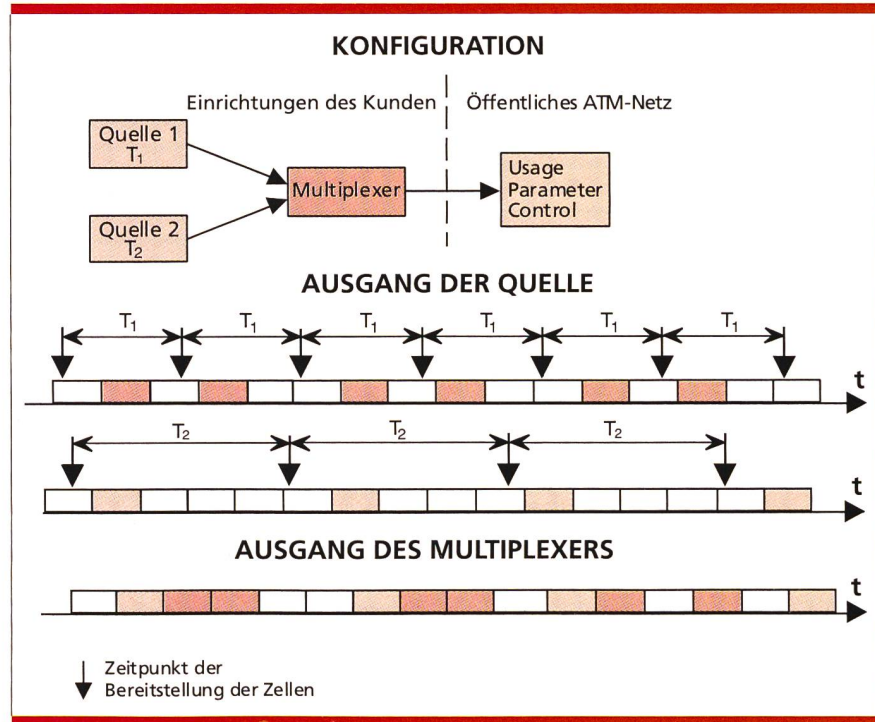 KONFIGURATION
Einrichtungen des Kunden
Öffentliches ATM-Netz
Quelle 1
T₁
Multiplexer
Usage
Parameter
Control
Quelle 2
T₂
AUSGANG DER QUELLE
T₁ T₁ T₁ T₁ T₁ T₁
t
T₂ T₂ T₂
t
AUSGANG DES MULTIPLEXERS
t
Zeitpunkt der
Bereitstellung der Zellen